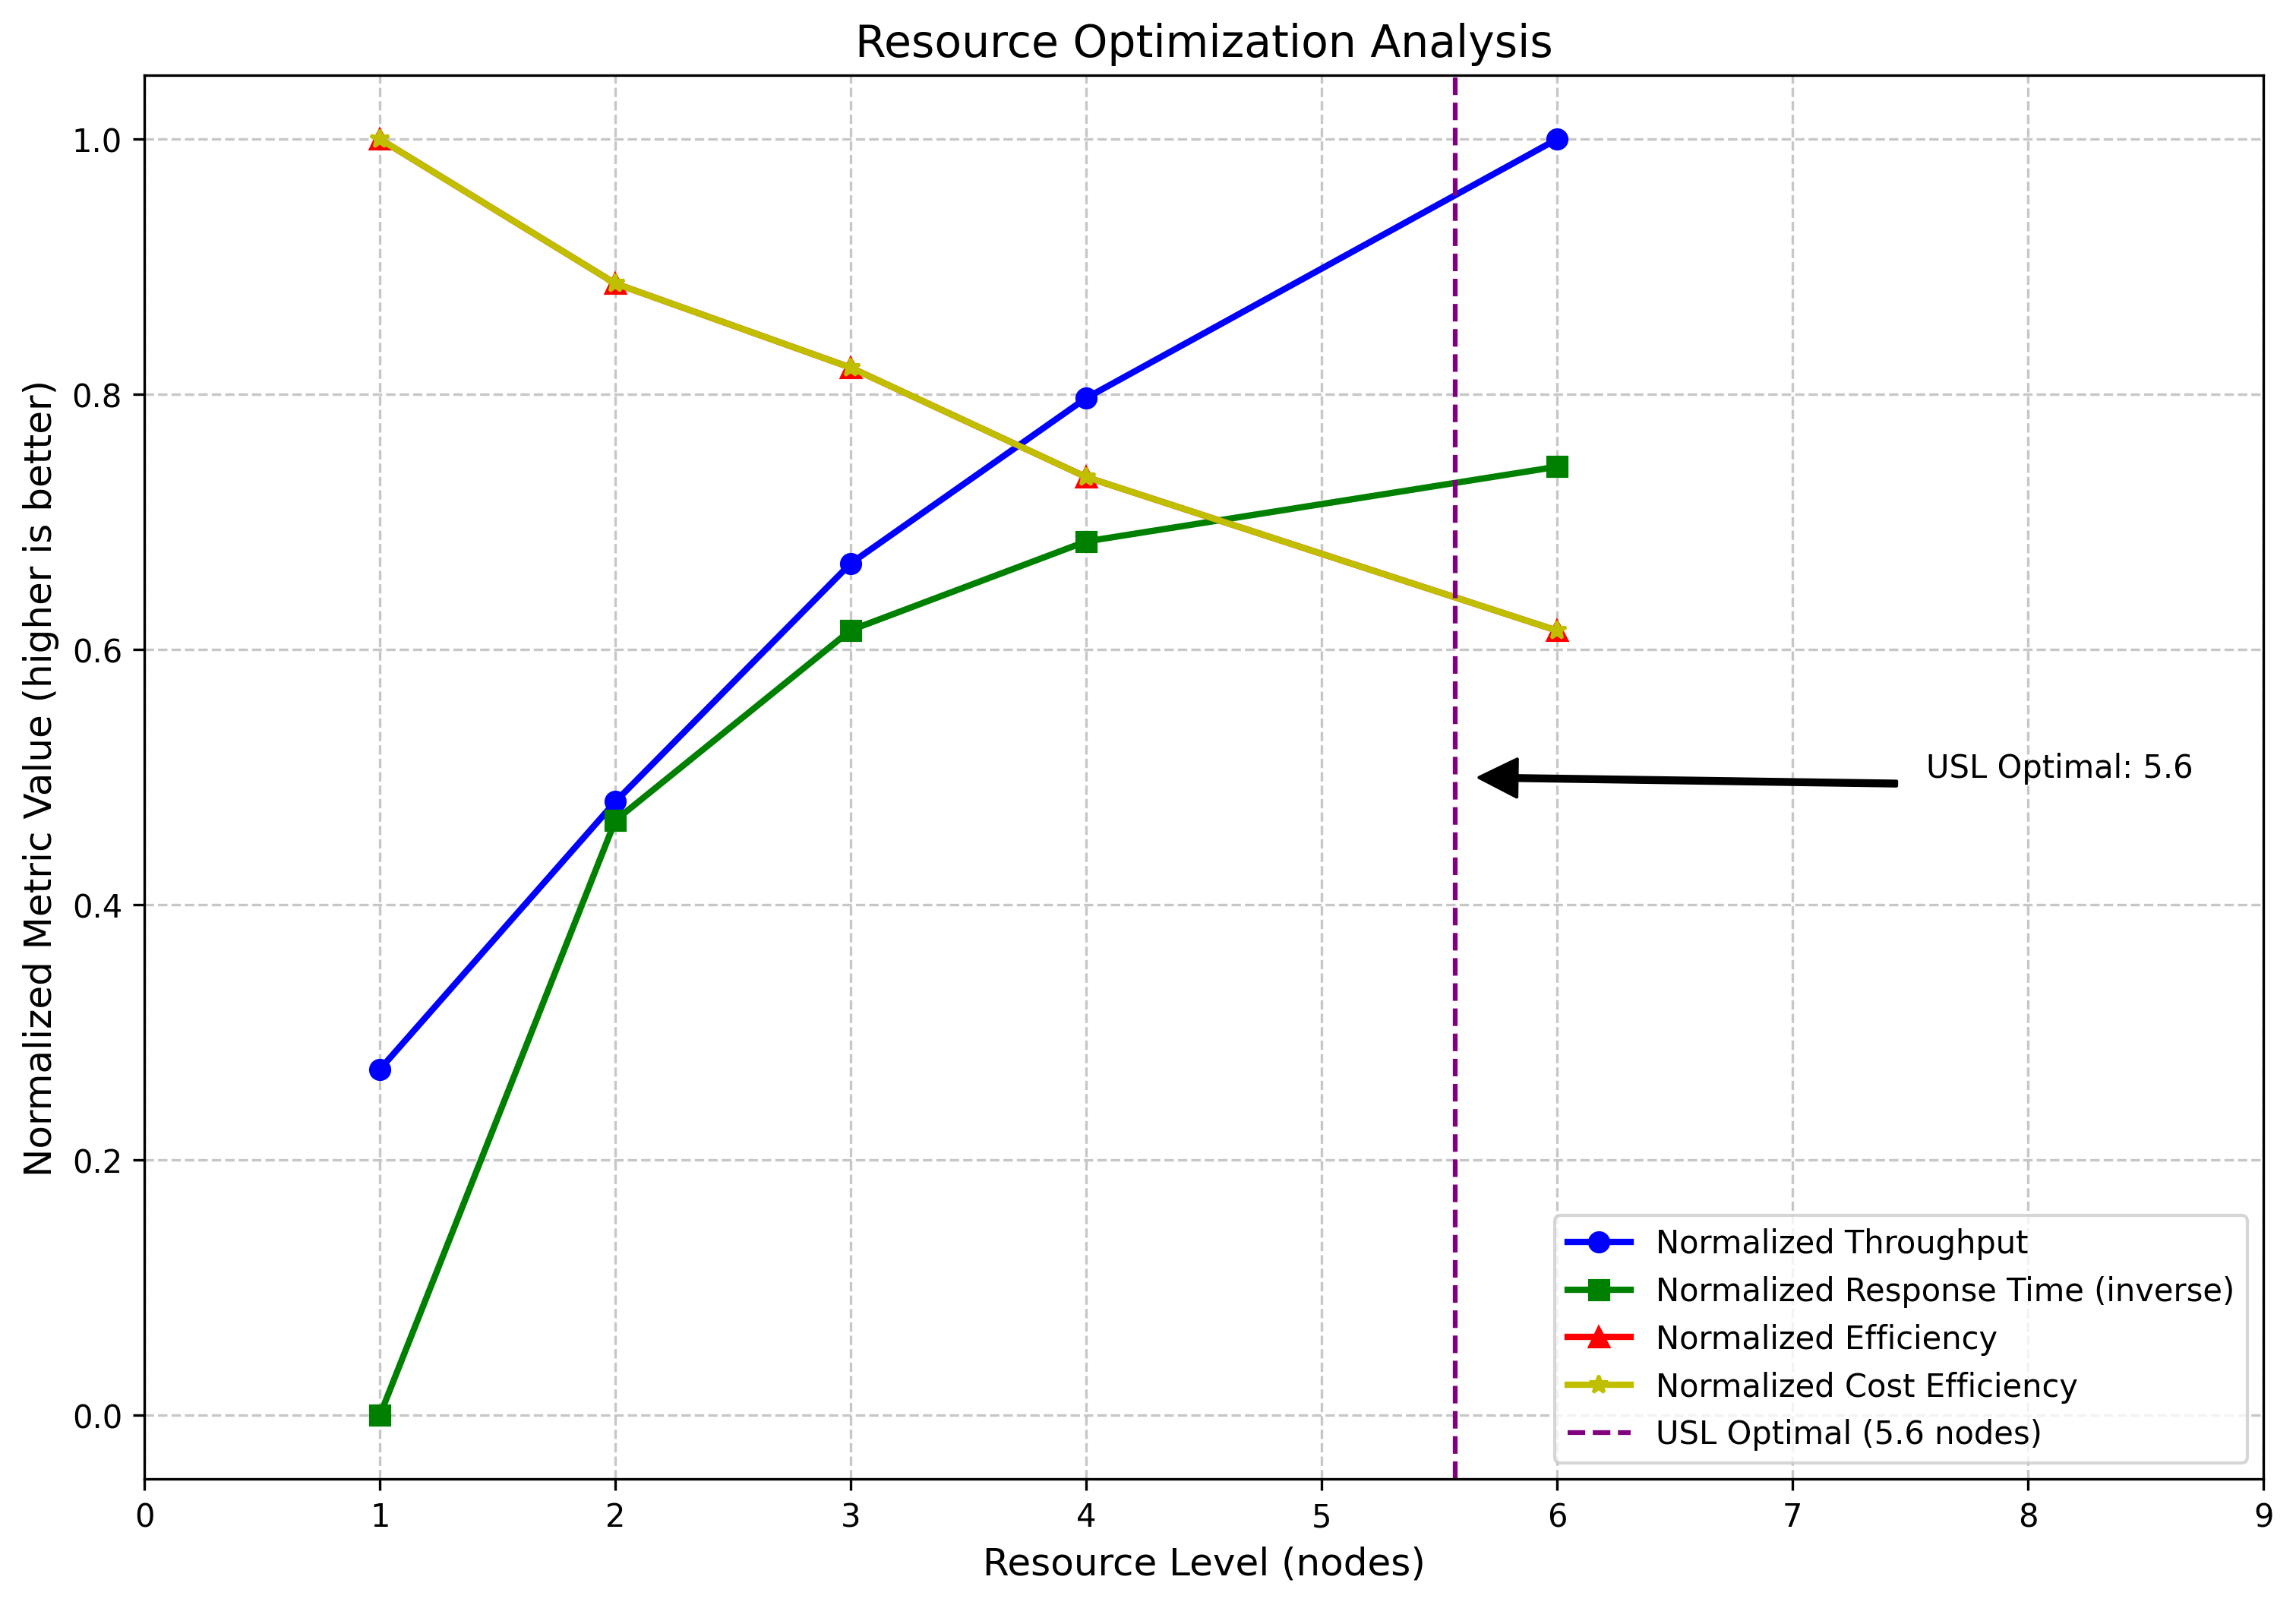 Resource Optimization Analysis
Normalized Metric Value (higher is better)
1.0
0.8
0.6
0.4
0.2
0.0
USL Optimal: 5.6
Normalized Throughput
Normalized Response Time (inverse)
Normalized Efficiency
Normalized Cost Efficiency
USL Optimal (5.6 nodes)
0 1 2 3 4 5 6 7 8 9
Resource Level (nodes)